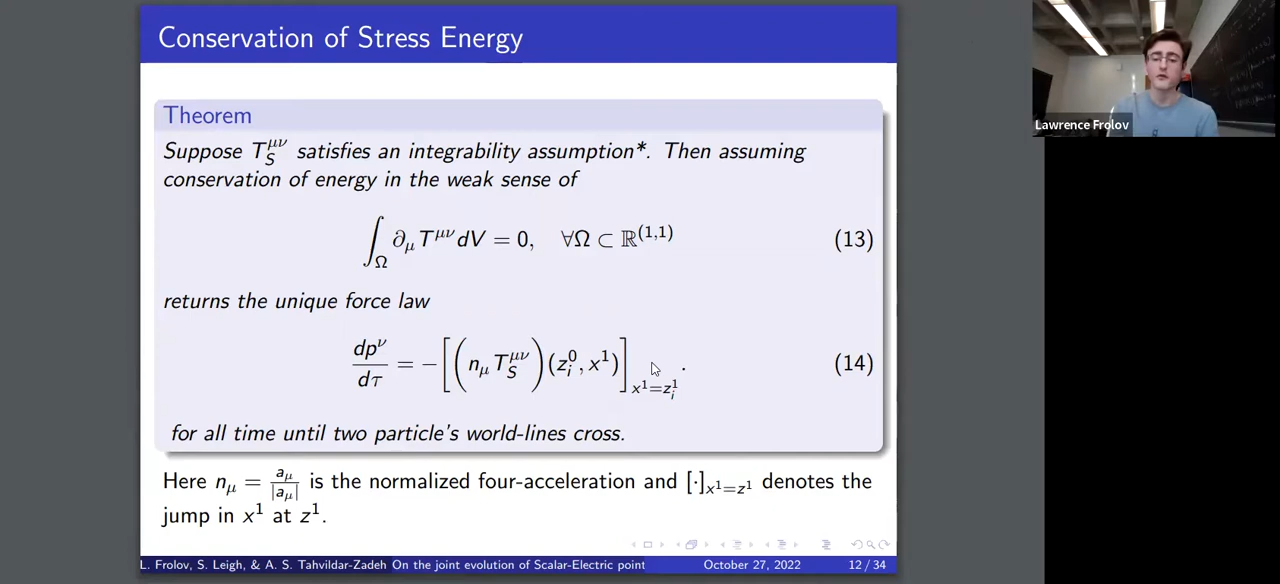 Conservation of Stress Energy
Theorem
Suppose T_S^{μν} satisfies an integrability assumption*. Then assuming
conservation of energy in the weak sense of
∫_Ω ∂_μ T^{μν} dV = 0, ∀Ω ⊂ ℝ^{(1,1)} (13)
returns the unique force law
dp^ν/dτ = −[(n_μ T_S^{μν})(z_i^0, x^1)]_{x^1=z_i^1}. (14)
for all time until two particle's world-lines cross.
Here n_μ = a_μ/|a_μ| is the normalized four-acceleration and [·]_{x^1=z^1} denotes the
jump in x^1 at z^1.
L. Frolov, S. Leigh, & A. S. Tahvildar-Zadeh On the joint evolution of Scalar-Electric point October 27, 2022 12 / 34
Lawrence Frolov